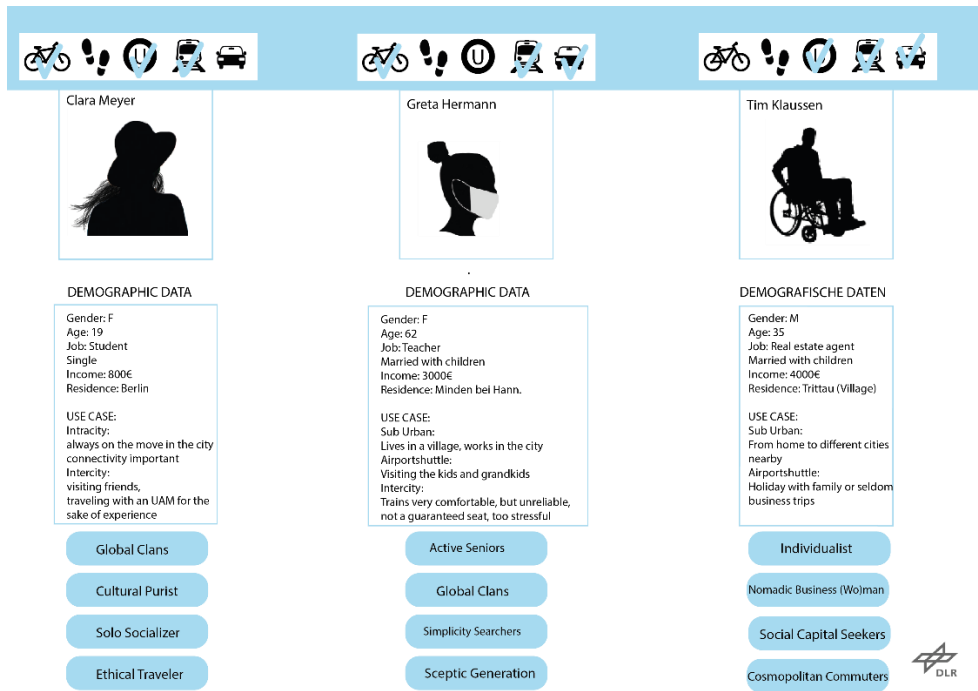 U
U
U
Clara Meyer
DEMOGRAPHIC DATA
Gender: F
Age: 19
Job: Student
Single
Income: 800€
Residence: Berlin
USE CASE:
Intracity:
always on the move in the city
connectivity important
Intercity:
visiting friends,
traveling with an UAM for the
sake of experience
Global Clans
Cultural Purist
Solo Socializer
Ethical Traveler
Greta Hermann
DEMOGRAPHIC DATA
Gender: F
Age: 62
Job: Teacher
Married with children
Income: 3000€
Residence: Minden bei Hann.
USE CASE:
Sub Urban:
Lives in a village, works in the city
Airportshuttle:
Visiting the kids and grandkids
Intercity:
Trains very comfortable, but unreliable,
not a guaranteed seat, too stressful
Active Seniors
Global Clans
Simplicity Searchers
Sceptic Generation
Tim Klaussen
DEMOGRAFISCHE DATEN
Gender: M
Age: 35
Job: Real estate agent
Married with children
Income: 4000€
Residence: Trittau (Village)
USE CASE:
Sub Urban:
From home to different cities
nearby
Airportshuttle:
Holiday with family or seldom
business trips
Individualist
Nomadic Business (Wo)man
Social Capital Seekers
Cosmopolitan Commuters
DLR